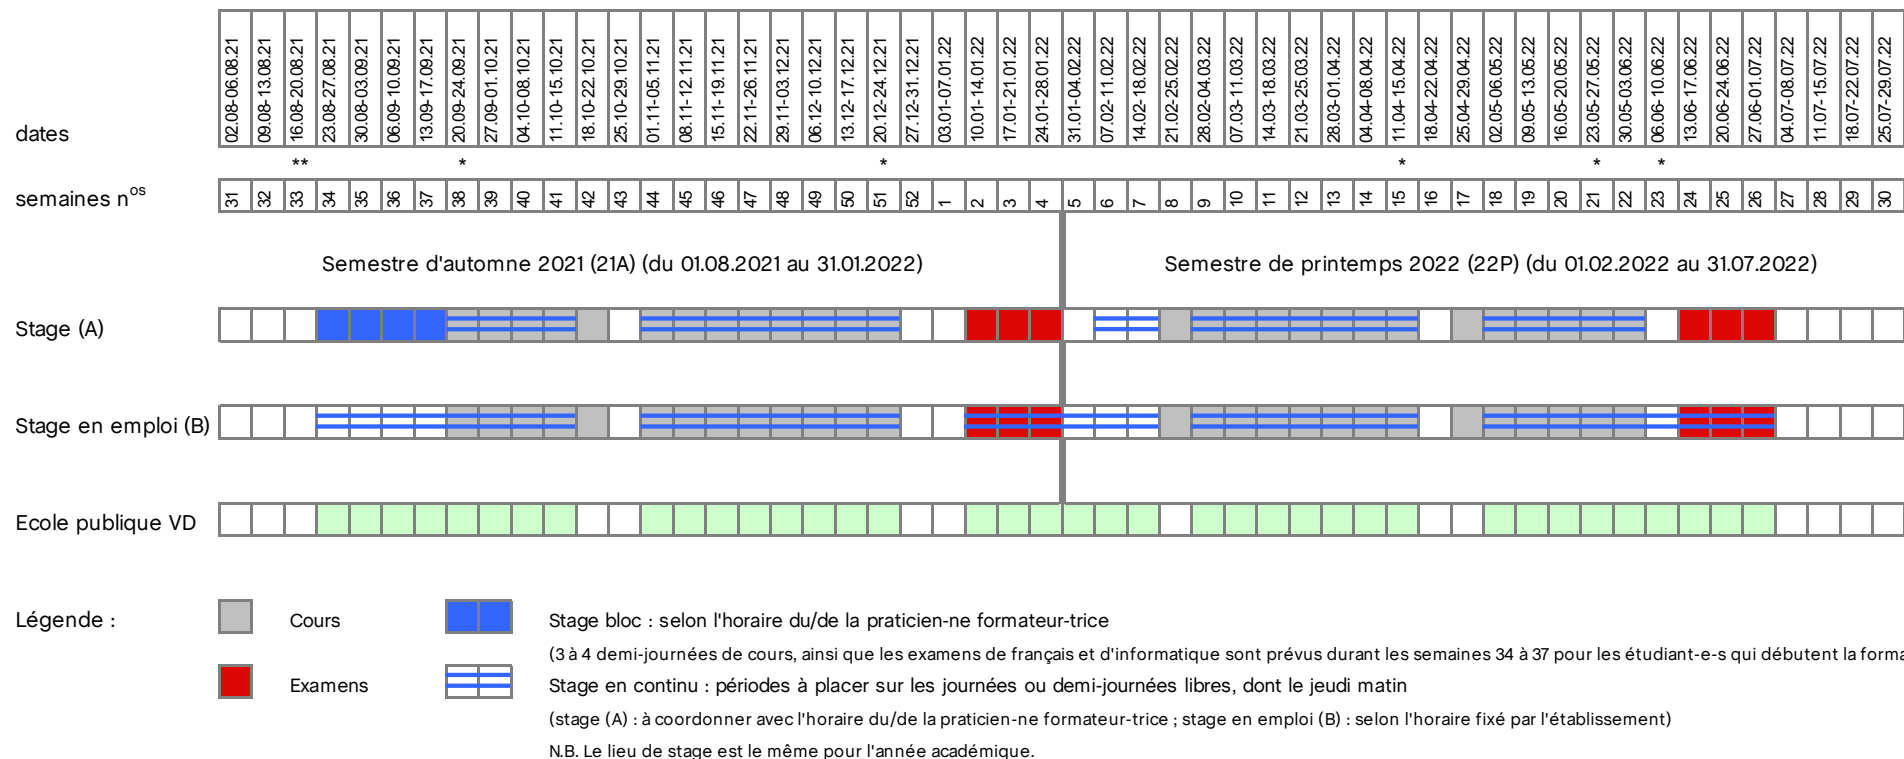 dates 02.08-06.08.21 09.08-13.08.21 16.08-20.08.21 23.08-27.08.21 30.08-03.09.21 06.09-10.09.21 13.09-17.09.21 20.09-24.09.21 27.09-01.10.21 04.10-08.10.21 11.10-15.10.21 18.10-22.10.21 25.10-29.10.21 01.11-05.11.21 08.11-12.11.21 15.11-19.11.21 22.11-26.11.21 29.11-03.12.21 06.12-10.12.21 13.12-17.12.21 20.12-24.12.21 27.12-31.12.21 03.01-07.01.22 10.01-14.01.22 17.01-21.01.22 24.01-28.01.22 31.01-04.02.22 07.02-11.02.22 14.02-18.02.22 21.02-25.02.22 28.02-04.03.22 07.03-11.03.22 14.03-18.03.22 21.03-25.03.22 28.03-01.04.22 04.04-08.04.22 11.04-15.04.22 18.04-22.04.22 25.04-29.04.22 02.05-06.05.22 09.05-13.05.22 16.05-20.05.22 23.05-27.05.22 30.05-03.06.22 06.06-10.06.22 13.06-17.06.22 20.06-24.06.22 27.06-01.07.22 04.07-08.07.22 11.07-15.07.22 18.07-22.07.22 25.07-29.07.22
** * * * * *
semaines nos 31 32 33 34 35 36 37 38 39 40 41 42 43 44 45 46 47 48 49 50 51 52 1 2 3 4 5 6 7 8 9 10 11 12 13 14 15 16 17 18 19 20 21 22 23 24 25 26 27 28 29 30
Semestre d'automne 2021 (21A) (du 01.08.2021 au 31.01.2022) Semestre de printemps 2022 (22P) (du 01.02.2022 au 31.07.2022)
Stage (A)
Stage en emploi (B)
Ecole publique VD
Légende : Cours Stage bloc : selon l'horaire du/de la praticien-ne formateur-trice
(3 à 4 demi-journées de cours, ainsi que les examens de français et d'informatique sont prévus durant les semaines 34 à 37 pour les étudiant-e-s qui débutent la forma
Examens Stage en continu : périodes à placer sur les journées ou demi-journées libres, dont le jeudi matin
(stage (A) : à coordonner avec l'horaire du/de la praticien-ne formateur-trice ; stage en emploi (B) : selon l'horaire fixé par l'établissement)
N.B. Le lieu de stage est le même pour l'année académique.